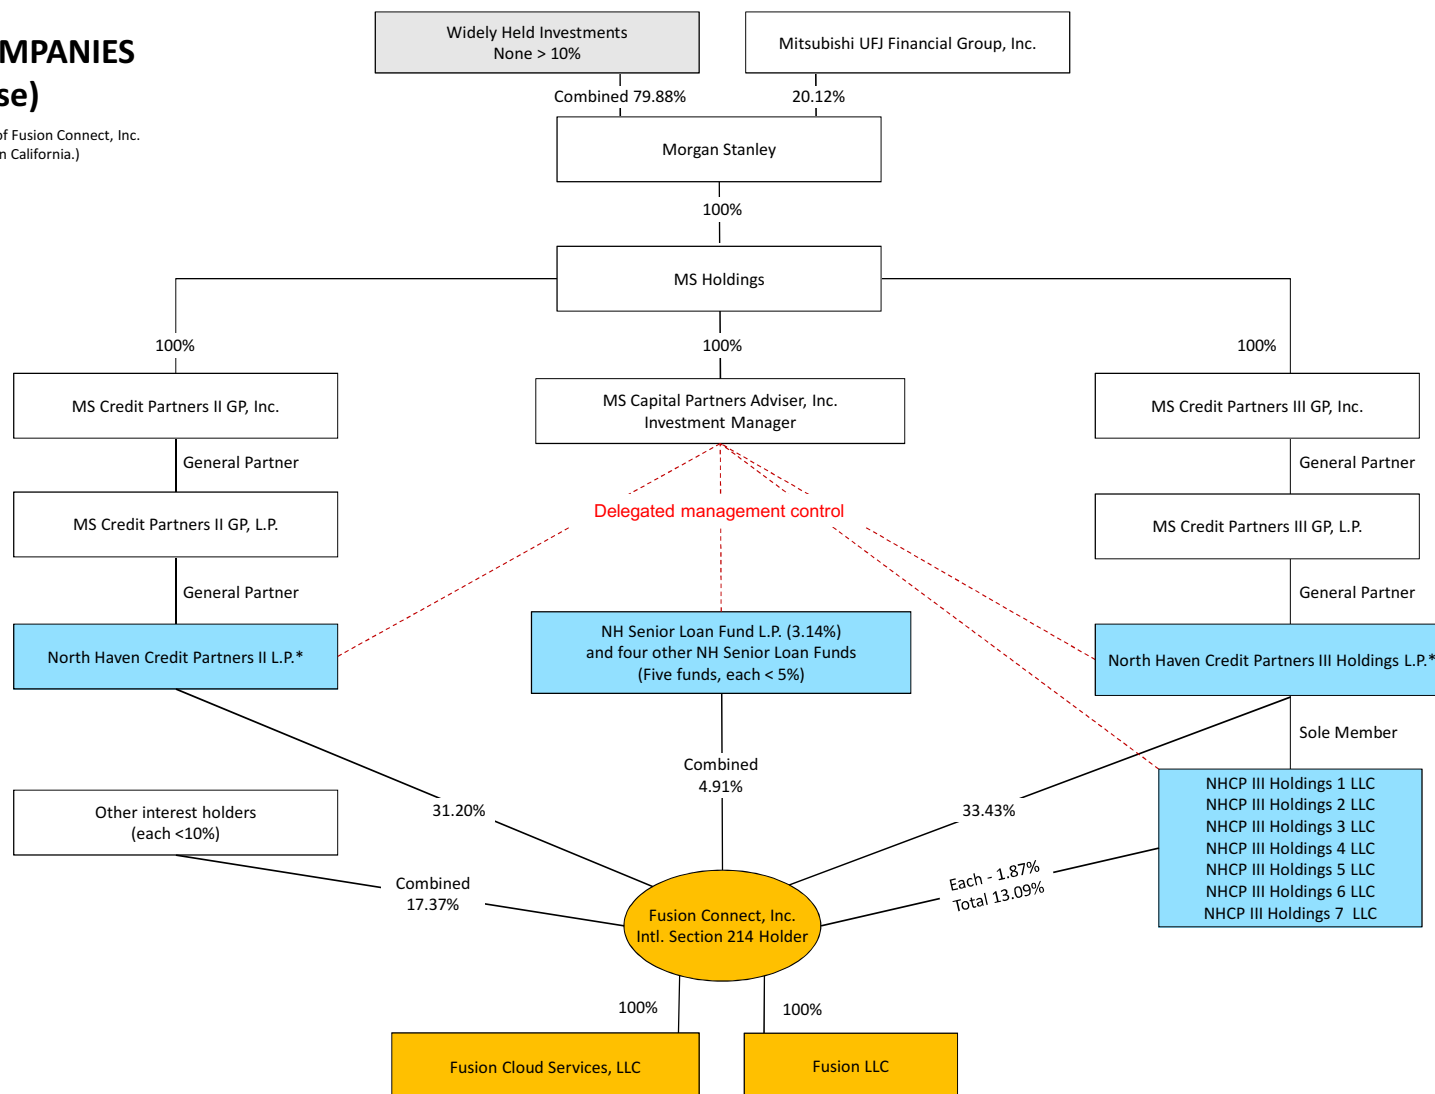 MPANIES
se)
of Fusion Connect, Inc.
n California.)
Widely Held Investments
None > 10%
Mitsubishi UFJ Financial Group, Inc.
Combined 79.88%
20.12%
Morgan Stanley
100%
MS Holdings
100%
100%
100%
MS Credit Partners II GP, Inc.
MS Capital Partners Adviser, Inc.
Investment Manager
MS Credit Partners III GP, Inc.
General Partner
General Partner
MS Credit Partners II GP, L.P.
Delegated management control
MS Credit Partners III GP, L.P.
General Partner
General Partner
North Haven Credit Partners II L.P.*
NH Senior Loan Fund L.P. (3.14%)
and four other NH Senior Loan Funds
(Five funds, each < 5%)
North Haven Credit Partners III Holdings L.P.*
Sole Member
Combined
4.91%
NHCP III Holdings 1 LLC
NHCP III Holdings 2 LLC
NHCP III Holdings 3 LLC
NHCP III Holdings 4 LLC
NHCP III Holdings 5 LLC
NHCP III Holdings 6 LLC
NHCP III Holdings 7 LLC
Other interest holders
(each <10%)
31.20%
33.43%
Combined
17.37%
Each - 1.87%
Total 13.09%
Fusion Connect, Inc.
Intl. Section 214 Holder
100%
100%
Fusion Cloud Services, LLC
Fusion LLC